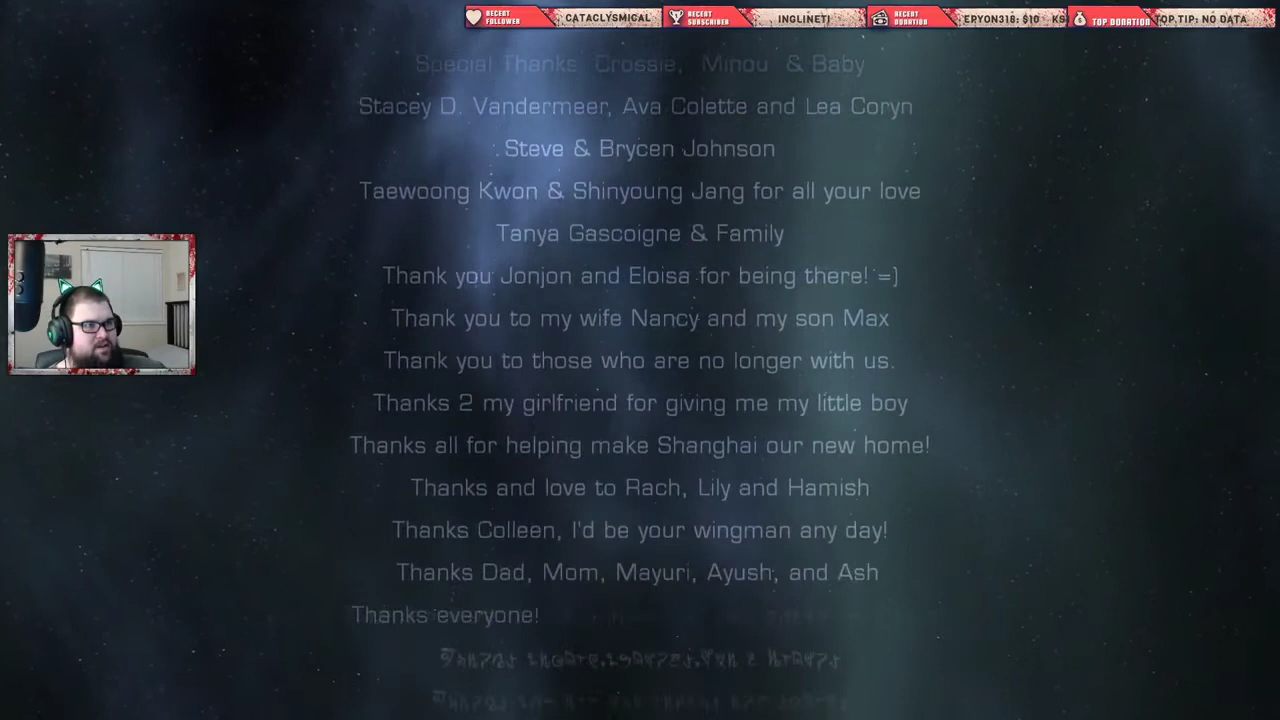 RECENT FOLLOWER CATACLYSMICAL RECENT SUBSCRIBER INGLINETJ RECENT DONATION EPYON318: $10 TOP DONATION TOP TIP: NO DATA
Special Thanks Crossie, Minou & Baby
Stacey D. Vandermeer, Ava Colette and Lea Coryn
Steve & Brycen Johnson
Taewoong Kwon & Shinyoung Jang for all your love
Tanya Gascoigne & Family
Thank you Jonjon and Eloisa for being there! =)
Thank you to my wife Nancy and my son Max
Thank you to those who are no longer with us.
Thanks 2 my girlfriend for giving me my little boy
Thanks all for helping make Shanghai our new home!
Thanks and love to Rach, Lily and Hamish
Thanks Colleen, I'd be your wingman any day!
Thanks Dad, Mom, Mayuri, Ayush, and Ash
Thanks everyone!